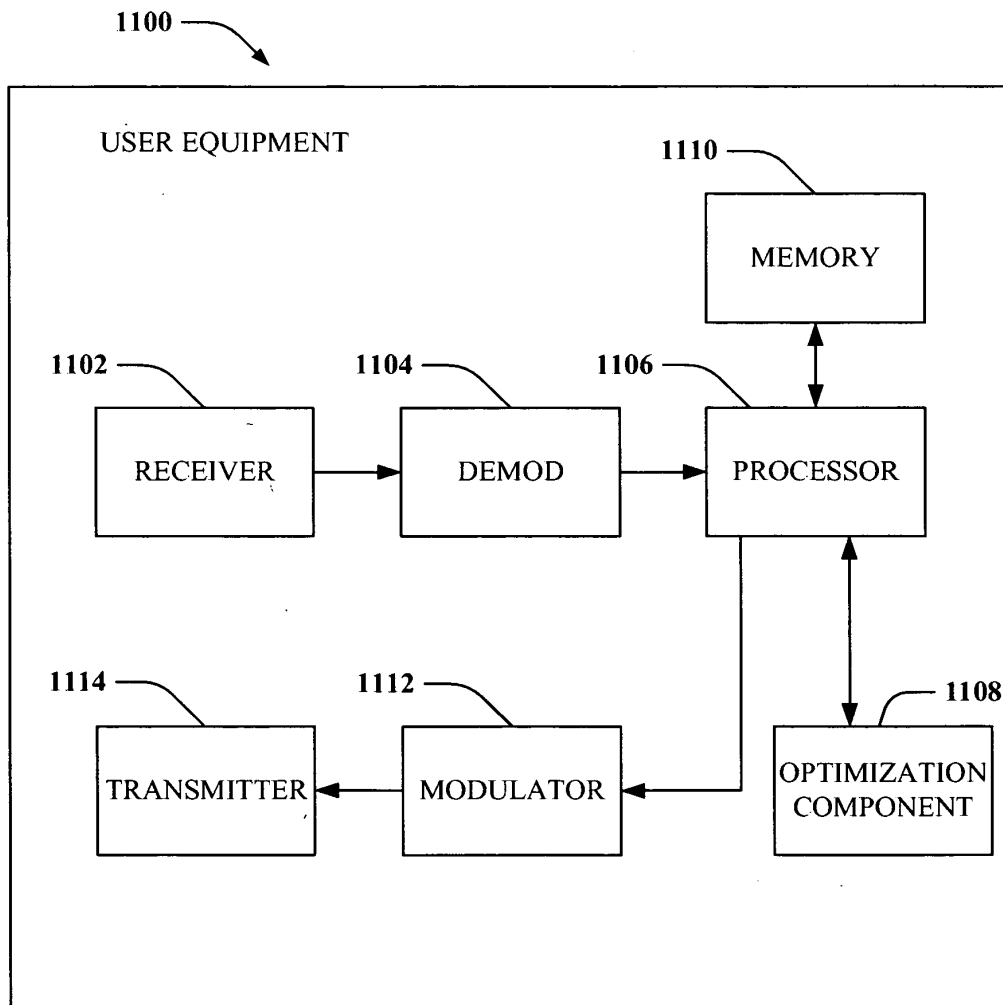 1100
USER EQUIPMENT
1110
MEMORY
1102
1104
1106
RECEIVER
DEMOD
PROCESSOR
1114
1112
1108
TRANSMITTER
MODULATOR
OPTIMIZATION
COMPONENT